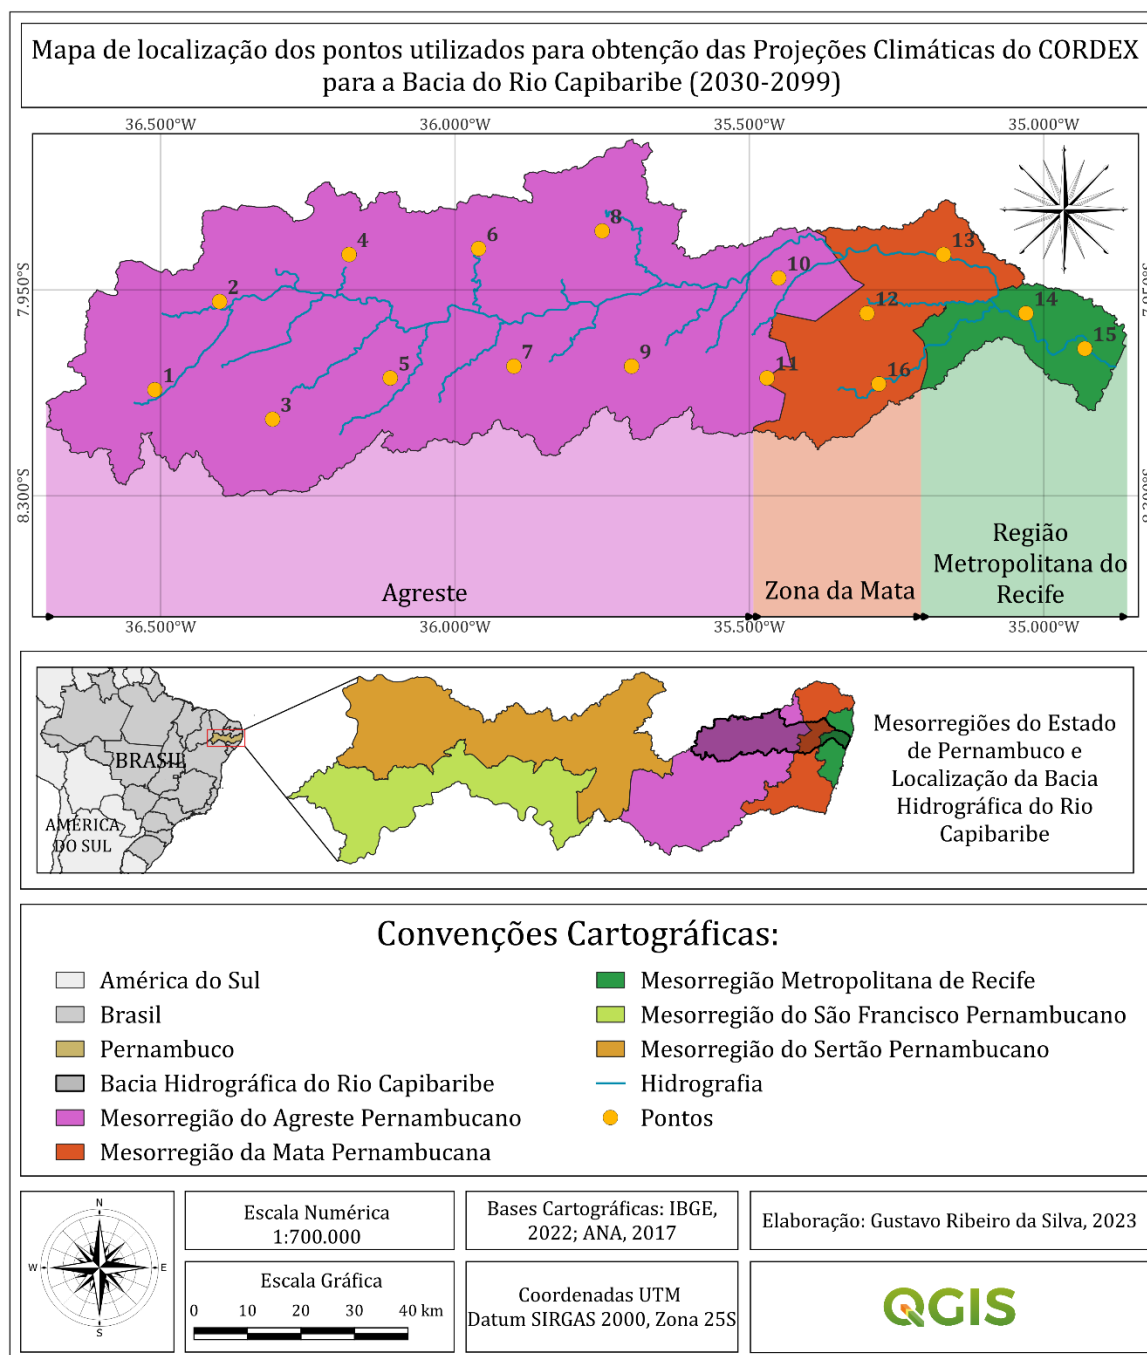 Mapa de localização dos pontos utilizados para obtenção das Projeções Climáticas do CORDEX
para a Bacia do Rio Capibaribe (2030-2099)
36.500°W 36.000°W 35.500°W 35.000°W
7.950°S 7.950°S
8.300°S 8.300°S
8
4 6 13
10
2
12 14
15
1 5 7 9 11 16
3
Agreste
Zona da Mata
Região
Metropolitana do
Recife
36.500°W 36.000°W 35.500°W 35.000°W
BRASIL
AMÉRICA
DO SUL
Mesorregiões do Estado
de Pernambuco e
Localização da Bacia
Hidrográfica do Rio
Capibaribe
Convenções Cartográficas:
América do Sul
Brasil
Pernambuco
Bacia Hidrográfica do Rio Capibaribe
Mesorregião do Agreste Pernambucano
Mesorregião da Mata Pernambucana
Mesorregião Metropolitana de Recife
Mesorregião do São Francisco Pernambucano
Mesorregião do Sertão Pernambucano
Hidrografia
Pontos
N
W E
S
Escala Numérica
1:700.000
Escala Gráfica
0 10 20 30 40 km
Bases Cartográficas: IBGE,
2022; ANA, 2017
Coordenadas UTM
Datum SIRGAS 2000, Zona 25S
Elaboração: Gustavo Ribeiro da Silva, 2023
QGIS